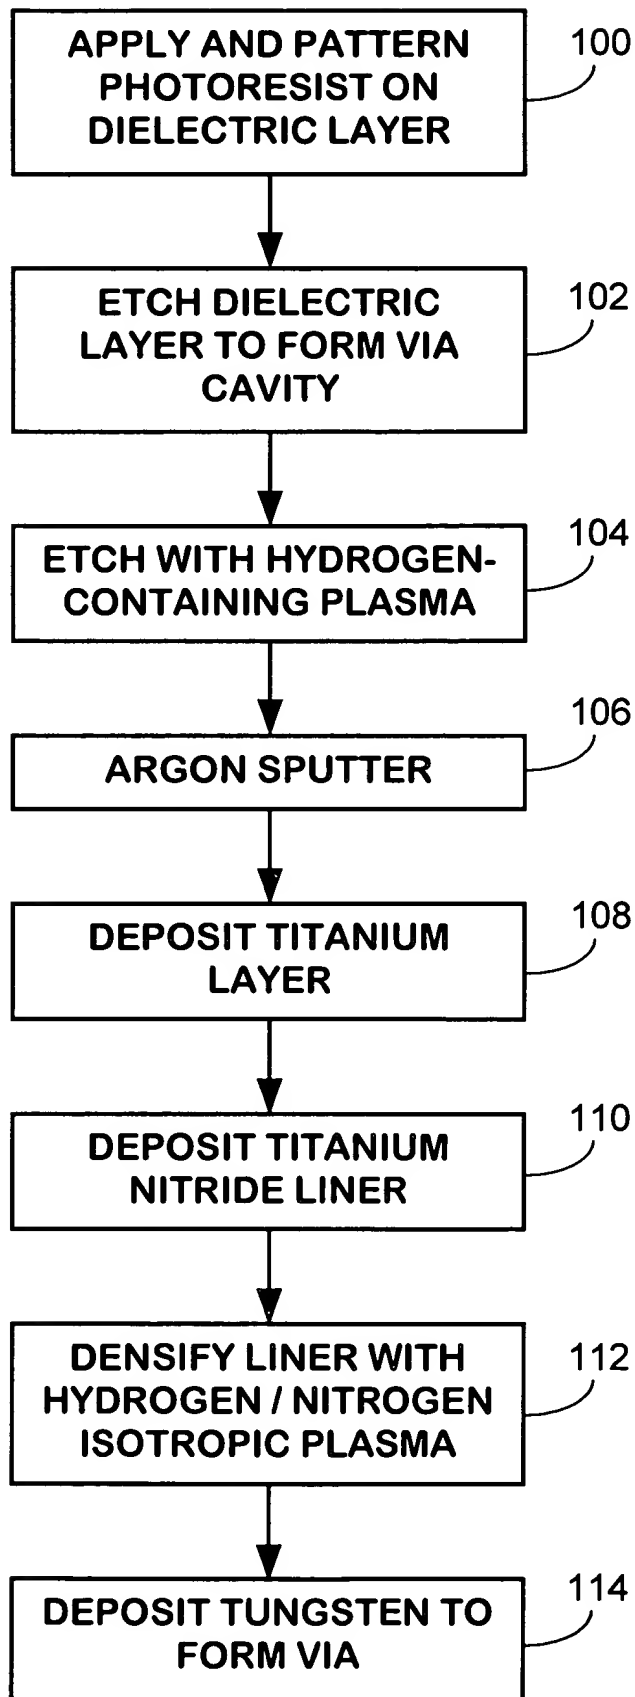 APPLY AND PATTERN
PHOTORESIST ON
DIELECTRIC LAYER
100
ETCH DIELECTRIC
LAYER TO FORM VIA
CAVITY
102
ETCH WITH HYDROGEN-
CONTAINING PLASMA
104
ARGON SPUTTER
106
DEPOSIT TITANIUM
LAYER
108
DEPOSIT TITANIUM
NITRIDE LINER
110
DENSIFY LINER WITH
HYDROGEN / NITROGEN
ISOTROPIC PLASMA
112
DEPOSIT TUNGSTEN TO
FORM VIA
114